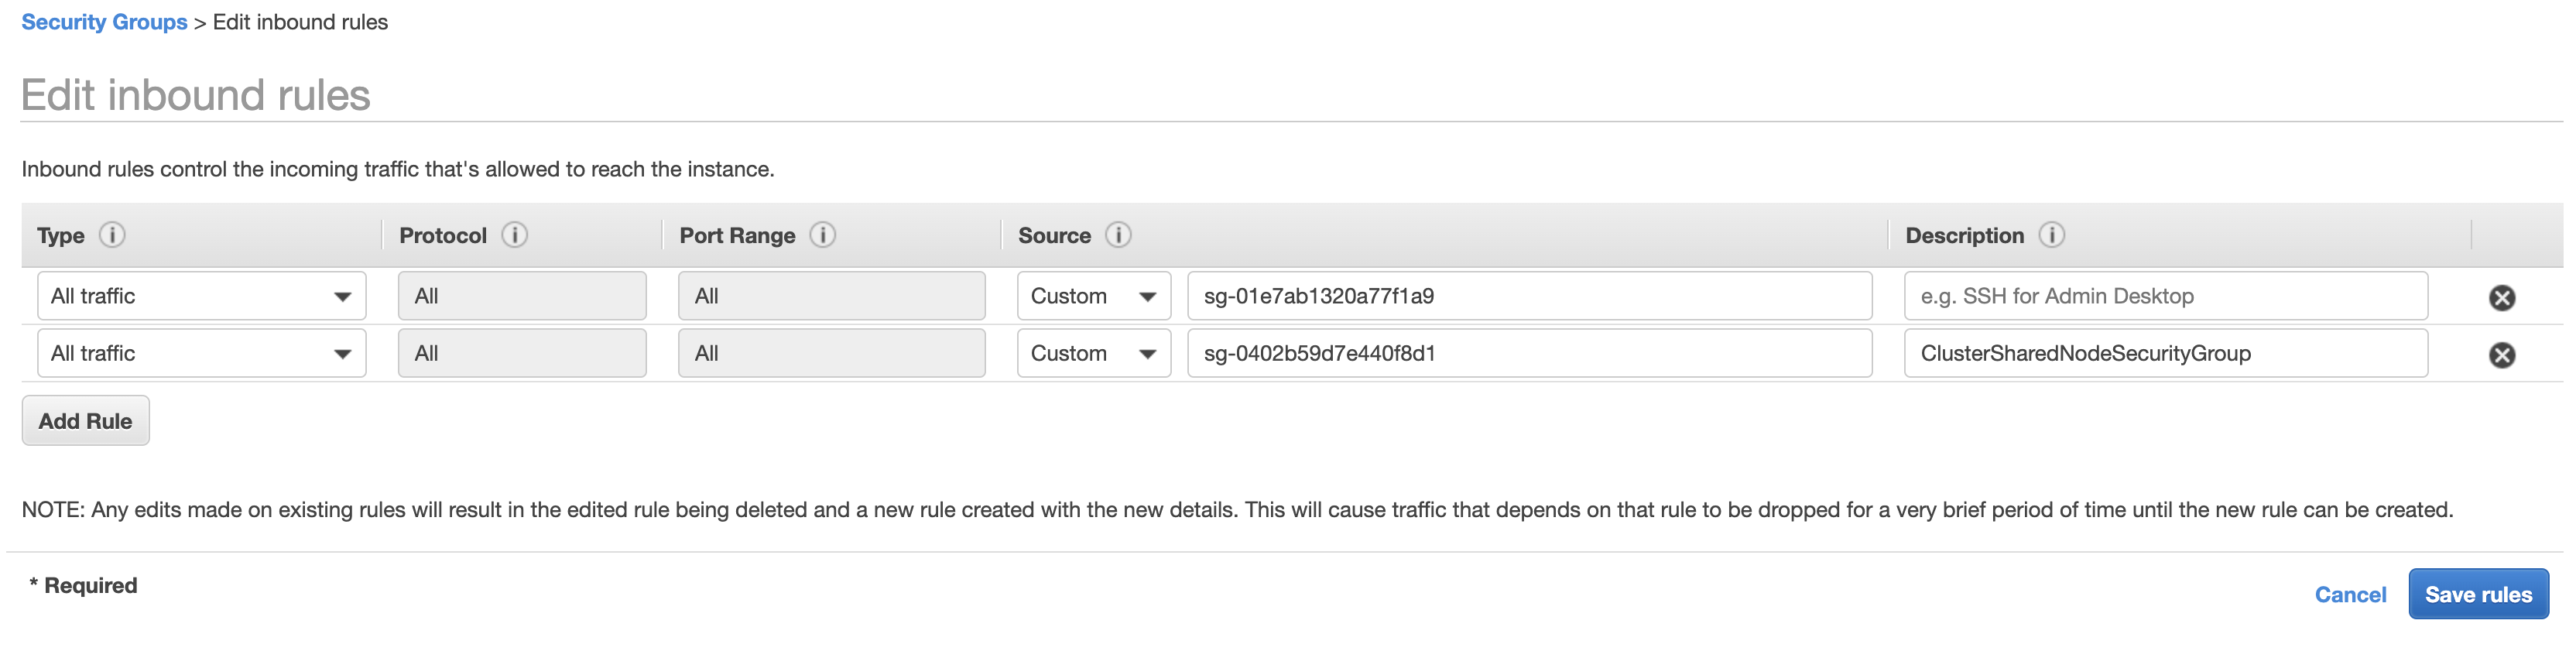 Security Groups > Edit inbound rules
Edit inbound rules
Inbound rules control the incoming traffic that's allowed to reach the instance.
Type Protocol Port Range Source Description
All traffic All All Custom sg-01e7ab1320a77f1a9 e.g. SSH for Admin Desktop
All traffic All All Custom sg-0402b59d7e440f8d1 ClusterSharedNodeSecurityGroup
Add Rule
NOTE: Any edits made on existing rules will result in the edited rule being deleted and a new rule created with the new details. This will cause traffic that depends on that rule to be dropped for a very brief period of time until the new rule can be created.
* Required
Cancel Save rules